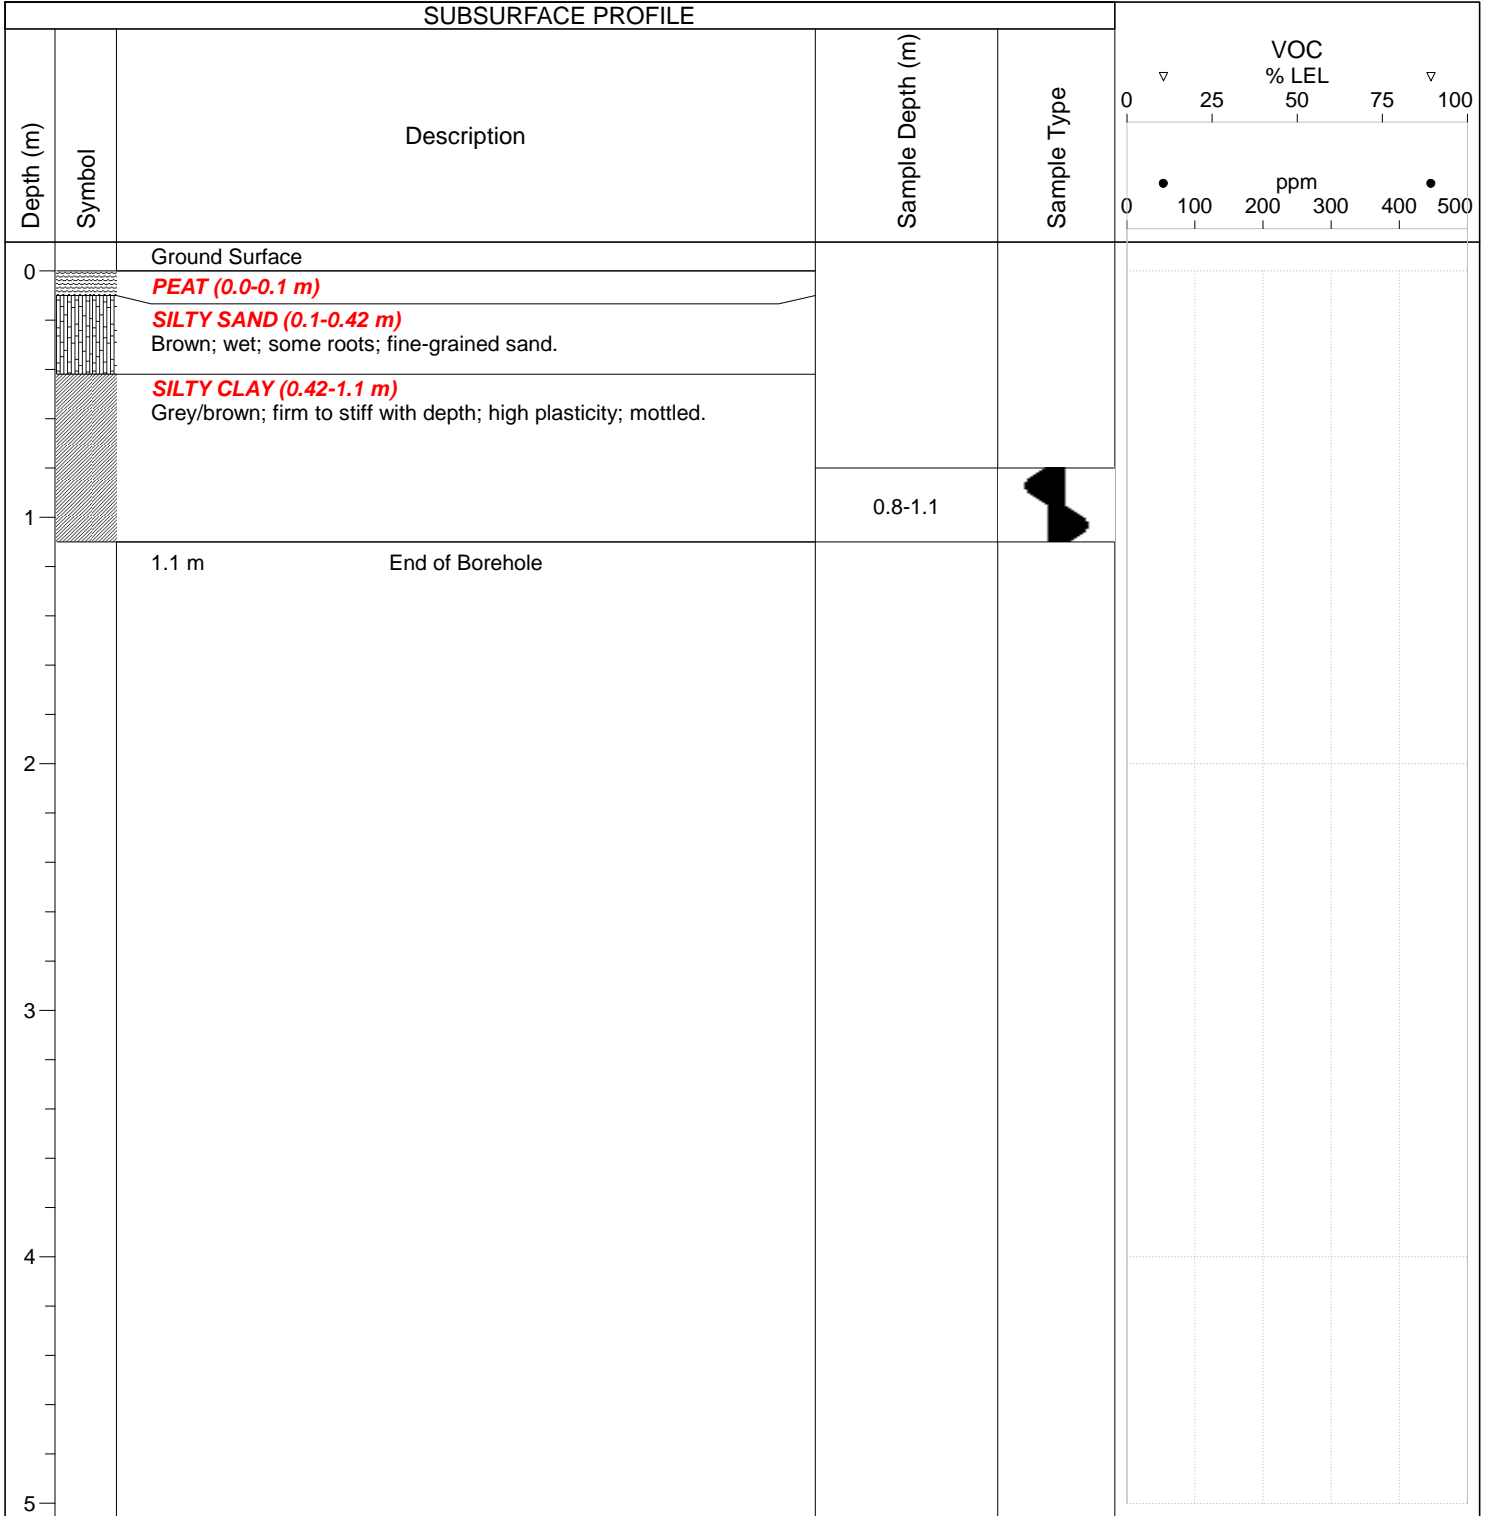 SUBSURFACE PROFILE
Depth (m)
Symbol
Description
Sample Depth (m)
Sample Type
VOC
% LEL
0 25 50 75 100
ppm
0 100 200 300 400 500
Ground Surface
0
PEAT (0.0-0.1 m)
SILTY SAND (0.1-0.42 m)
Brown; wet; some roots; fine-grained sand.
SILTY CLAY (0.42-1.1 m)
Grey/brown; firm to stiff with depth; high plasticity; mottled.
0.8-1.1
1
1.1 m End of Borehole
2
3
4
5